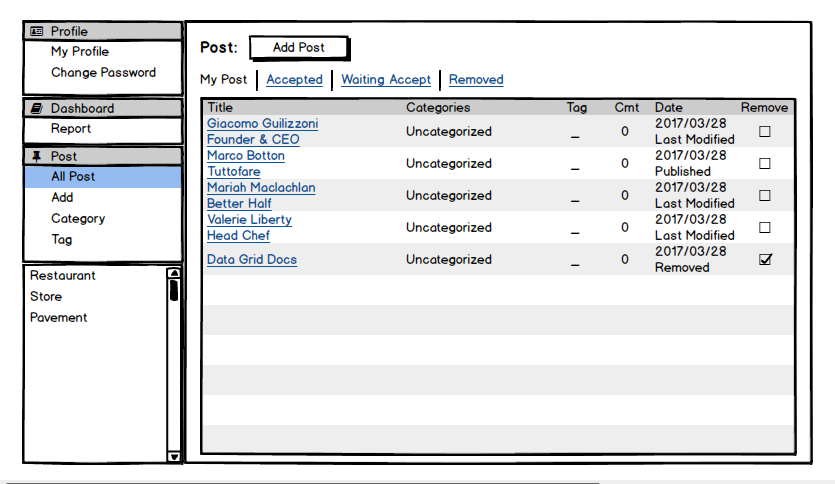 Profile
My Profile
Change Password
Dashboard
Report
Post
All Post
Add
Category
Tag
Restaurant
Store
Pavement
Post: Add Post
My Post Accepted Waiting Accept Removed
Title Categories Tag Cmt Date Remove
Giacomo Guilizzoni
Founder & CEO Uncategorized _ 0 2017/03/28
Last Modified
Marco Botton
Tuttofare Uncategorized _ 0 2017/03/28
Published
Mariah Maclachlan
Better Half Uncategorized _ 0 2017/03/28
Last Modified
Valerie Liberty
Head Chef Uncategorized _ 0 2017/03/28
Last Modified
Data Grid Docs Uncategorized _ 0 2017/03/28
Removed